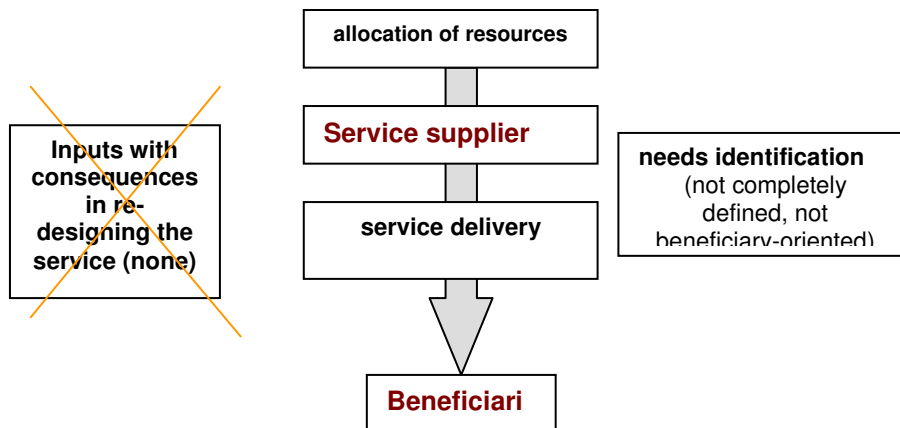 allocation of resources
Service supplier
service delivery
Beneficiari
Inputs with
consequences
in re-
designing the
service (none)
needs identification
(not completely
defined, not
beneficiary-oriented)